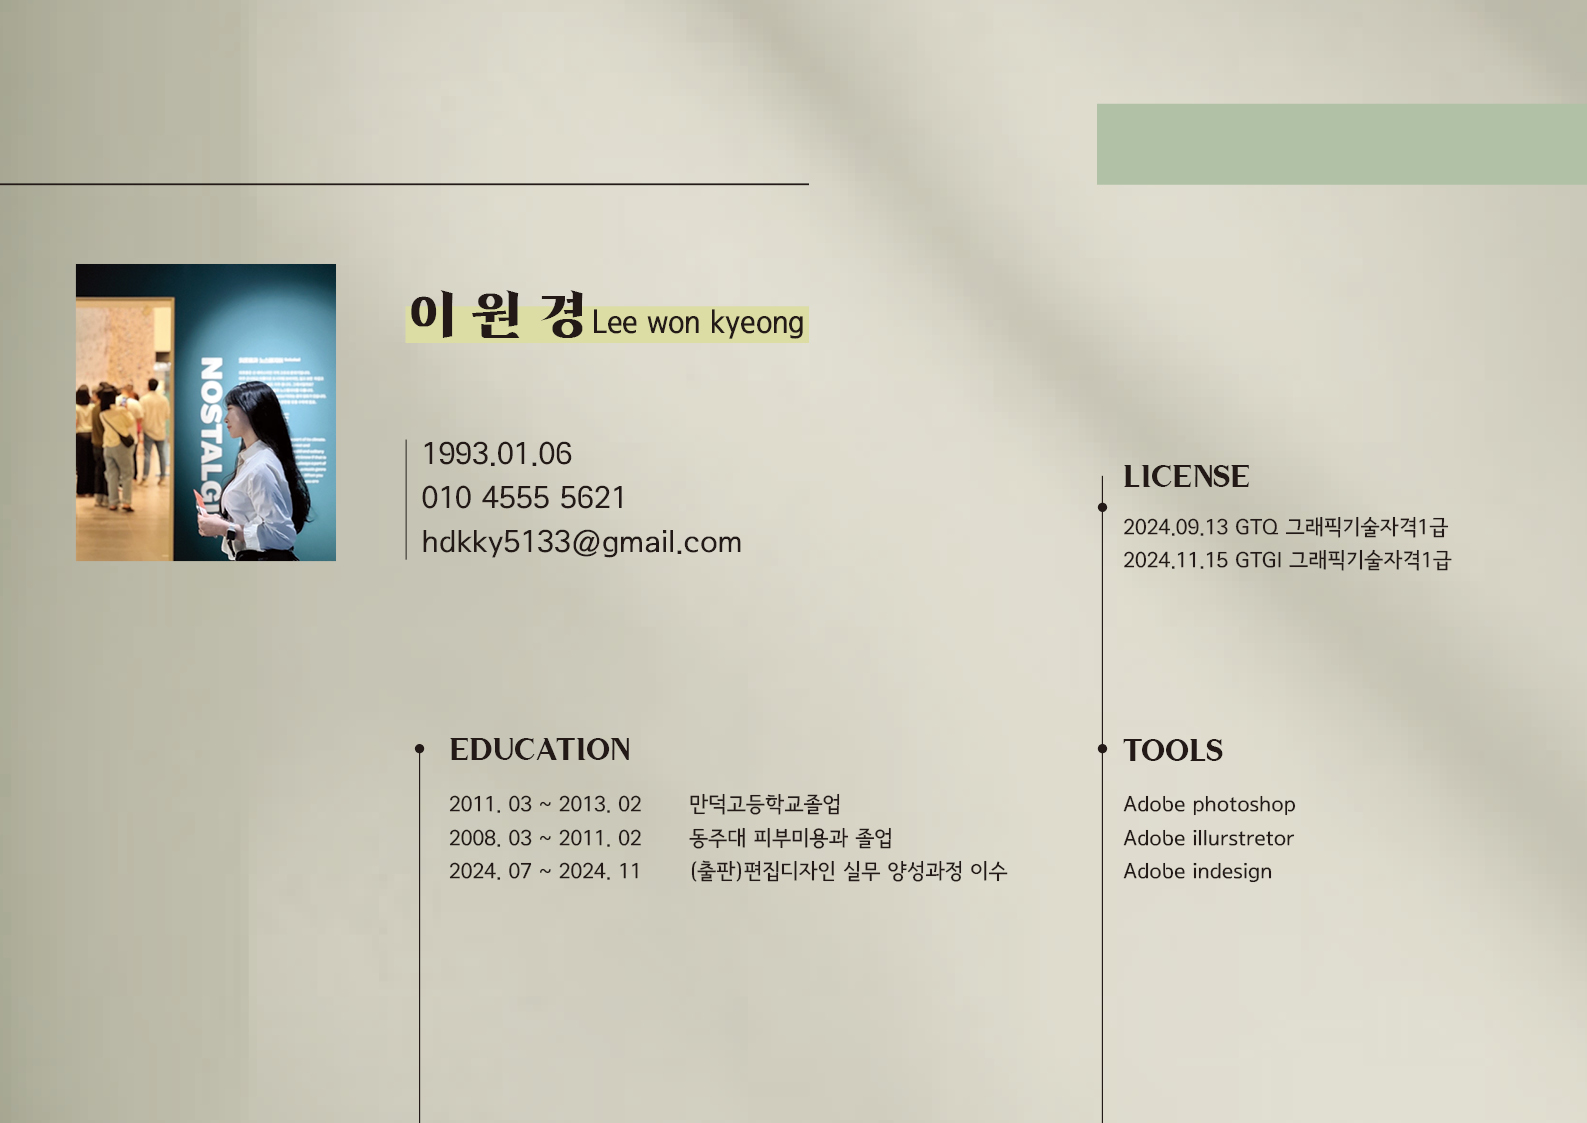 이 원 경 Lee won kyeong
1993.01.06
010 4555 5621
hdkky5133@gmail.com
NOSTALGI
LICENSE
2024.09.13 GTQ 그래픽기술자격1급
2024.11.15 GTGI 그래픽기술자격1급
EDUCATION
2011. 03 ~ 2013. 02 만덕고등학교졸업
2008. 03 ~ 2011. 02 동주대 피부미용과 졸업
2024. 07 ~ 2024. 11 (출판)편집디자인 실무 양성과정 이수
TOOLS
Adobe photoshop
Adobe illurstretor
Adobe indesign